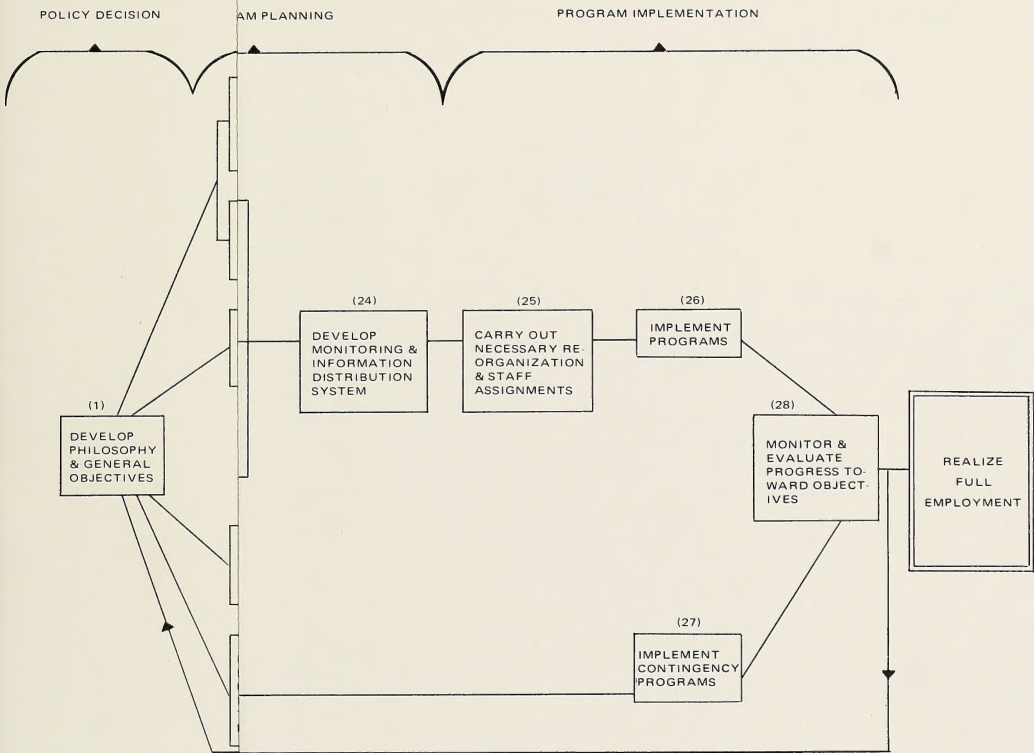 POLICY DECISION
AM PLANNING
PROGRAM IMPLEMENTATION
(1)
DEVELOP
PHILOSOPHY
& GENERAL
OBJECTIVES
(24)
DEVELOP
MONITORING &
INFORMATION
DISTRIBUTION
SYSTEM
(25)
CARRY OUT
NECESSARY RE-
ORGANIZATION
& STAFF
ASSIGNMENTS
(26)
IMPLEMENT
PROGRAMS
(27)
IMPLEMENT
CONTINGENCY
PROGRAMS
(28)
MONITOR &
EVALUATE
PROGRESS TO-
WARD OBJECT-
IVES
REALIZE
FULL
EMPLOYMENT